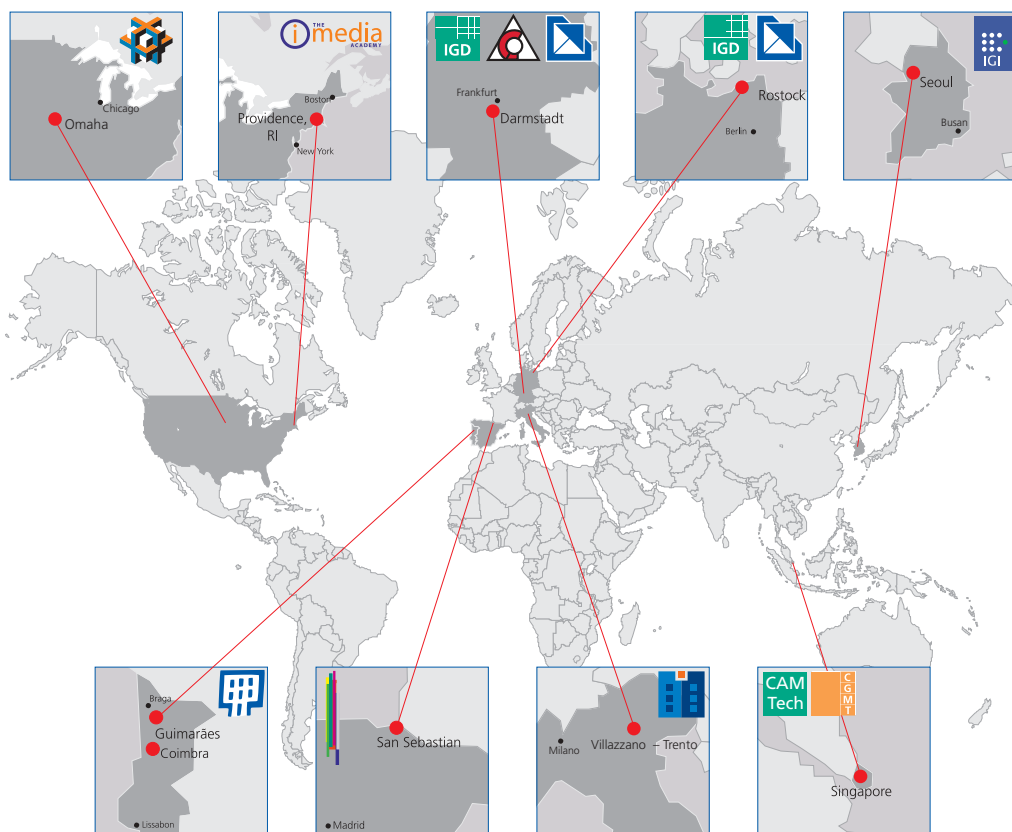 Chicago
Omaha
THE
i media
ACADEMY
Boston
Providence,
RI
New York
IGD
Frankfurt
Darmstadt
IGD
Rostock
Berlin
IGI
Seoul
Busan
Braga
Guimarães
Coimbra
Lissabon
San Sebastian
Madrid
Milano
Villazzano – Trento
CAM
Tech
C
G
M
T
Singapore